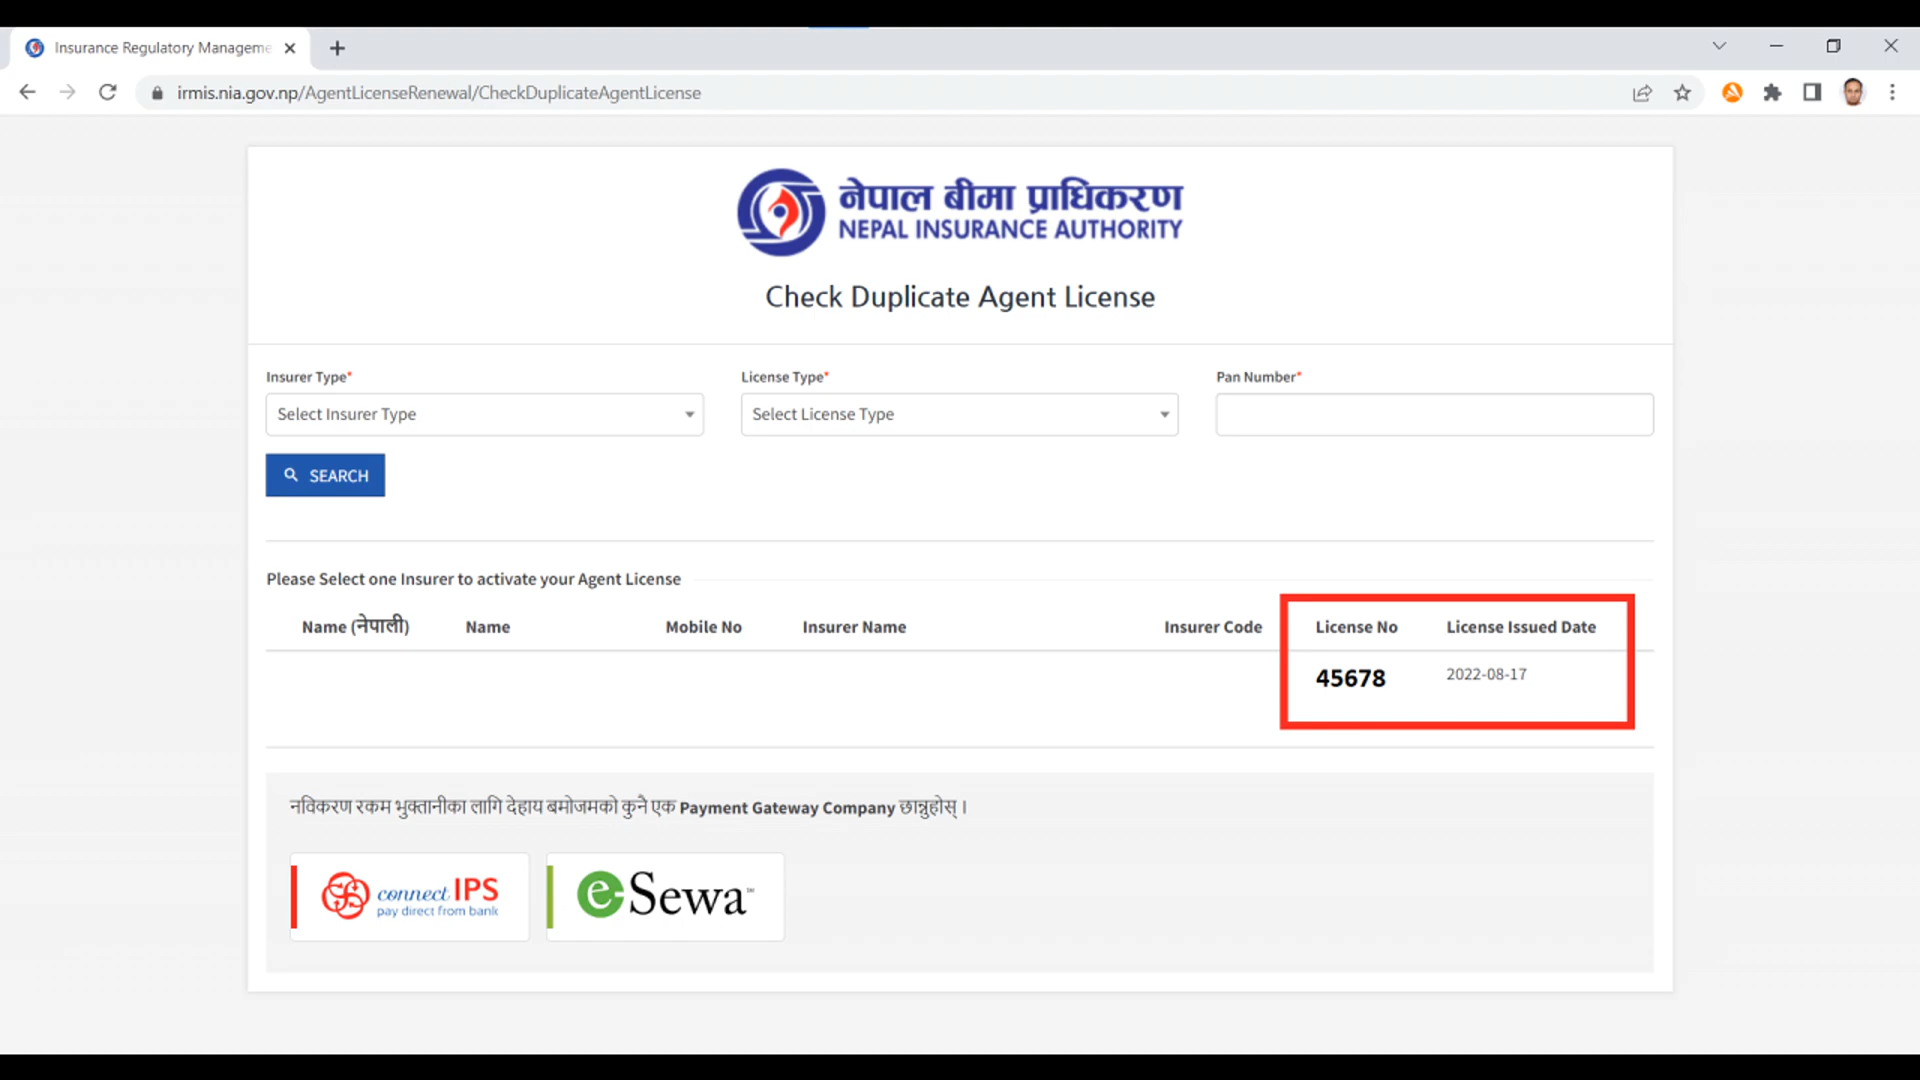 Insurance Regulatory Manageme
irmis.nia.gov.np/AgentLicenseRenewal/CheckDuplicateAgentLicense
नेपाल बीमा प्राधिकरण
NEPAL INSURANCE AUTHORITY
Check Duplicate Agent License
Insurer Type* License Type* Pan Number*
Select Insurer Type Select License Type
SEARCH
Please Select one Insurer to activate your Agent License
Name (नेपाली) Name Mobile No Insurer Name Insurer Code License No License Issued Date
45678 2022-08-17
नविकरण रकम भुक्तानीका लागि देहाय बमोजमको कुनै एक Payment Gateway Company छान्नुहोस् ।
connect IPS
pay direct from bank
e-Sewa™